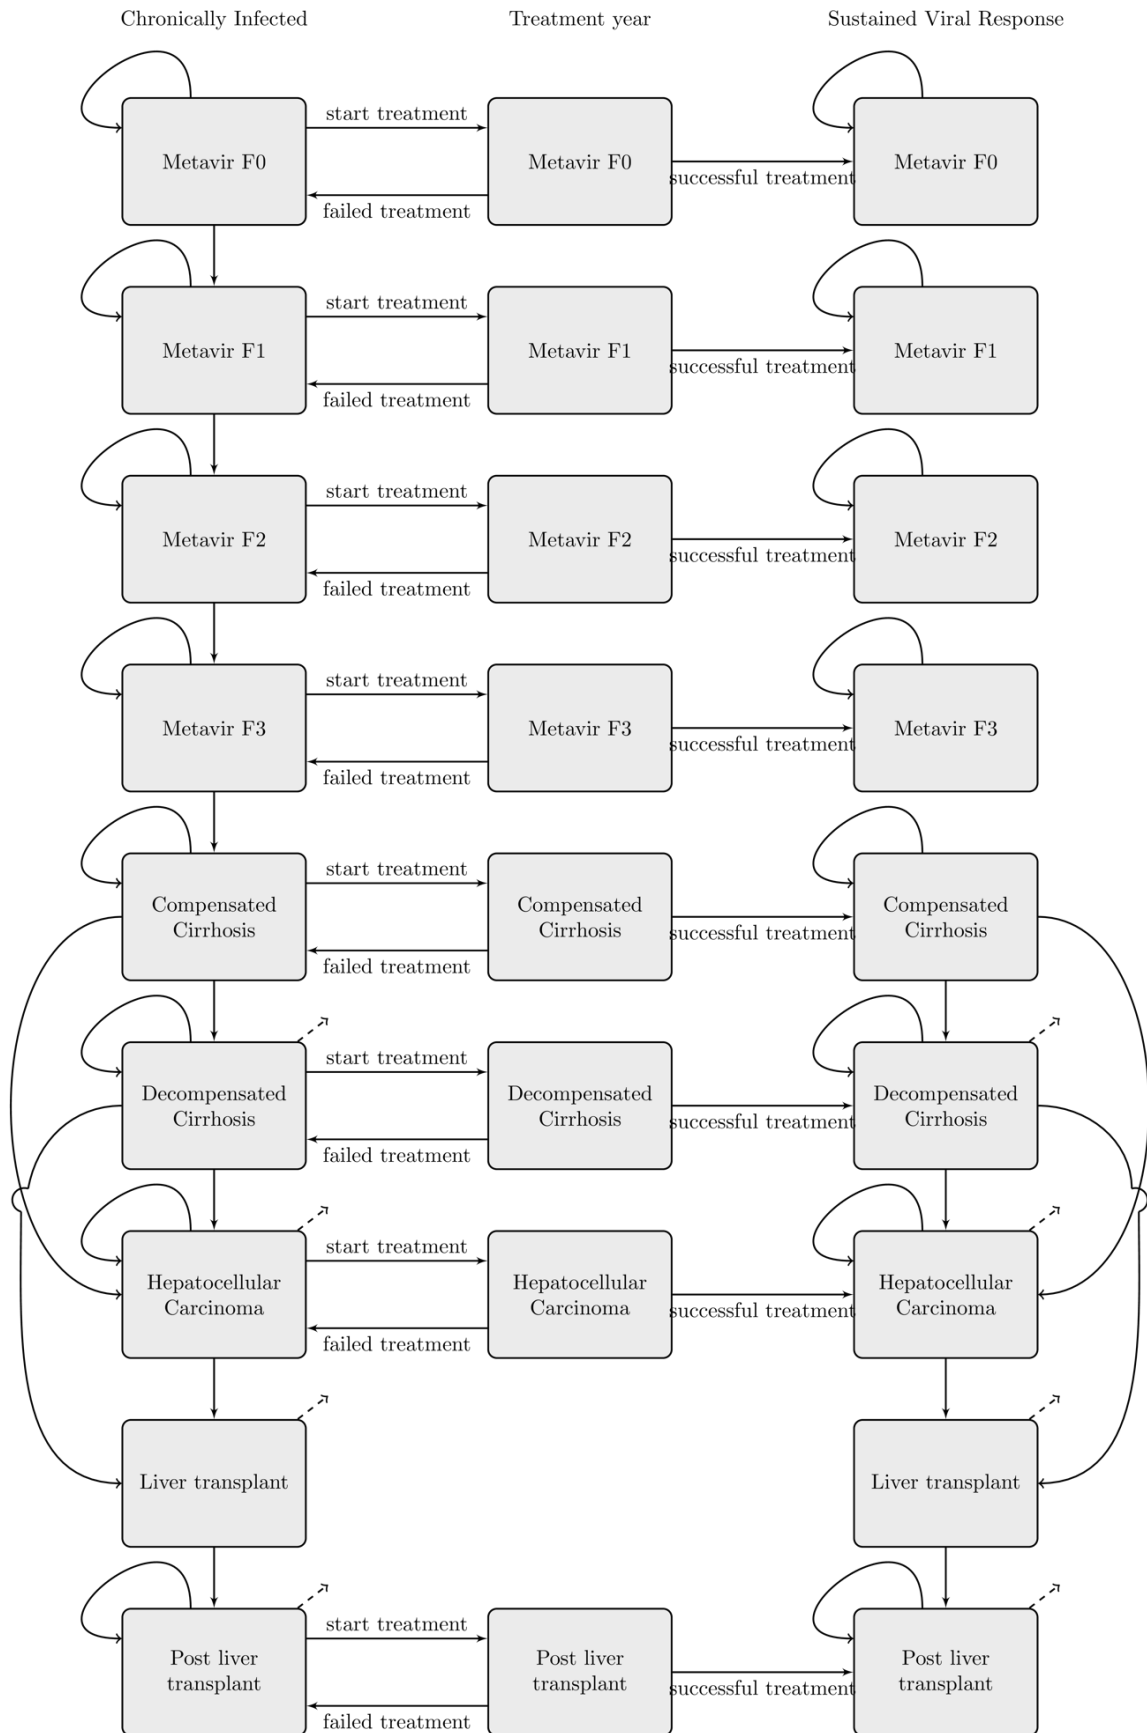 Chronically Infected
Treatment year
Sustained Viral Response
start treatment
Metavir F0
Metavir F0
Metavir F0
successful treatment
failed treatment
start treatment
Metavir F1
Metavir F1
Metavir F1
successful treatment
failed treatment
start treatment
Metavir F2
Metavir F2
Metavir F2
successful treatment
failed treatment
start treatment
Metavir F3
Metavir F3
Metavir F3
successful treatment
failed treatment
start treatment
Compensated
Cirrhosis
Compensated
Cirrhosis
Compensated
Cirrhosis
successful treatment
failed treatment
start treatment
Decompensated
Cirrhosis
Decompensated
Cirrhosis
Decompensated
Cirrhosis
successful treatment
failed treatment
start treatment
Hepatocellular
Carcinoma
Hepatocellular
Carcinoma
Hepatocellular
Carcinoma
successful treatment
failed treatment
Liver transplant
Liver transplant
start treatment
Post liver
transplant
Post liver
transplant
Post liver
transplant
successful treatment
failed treatment